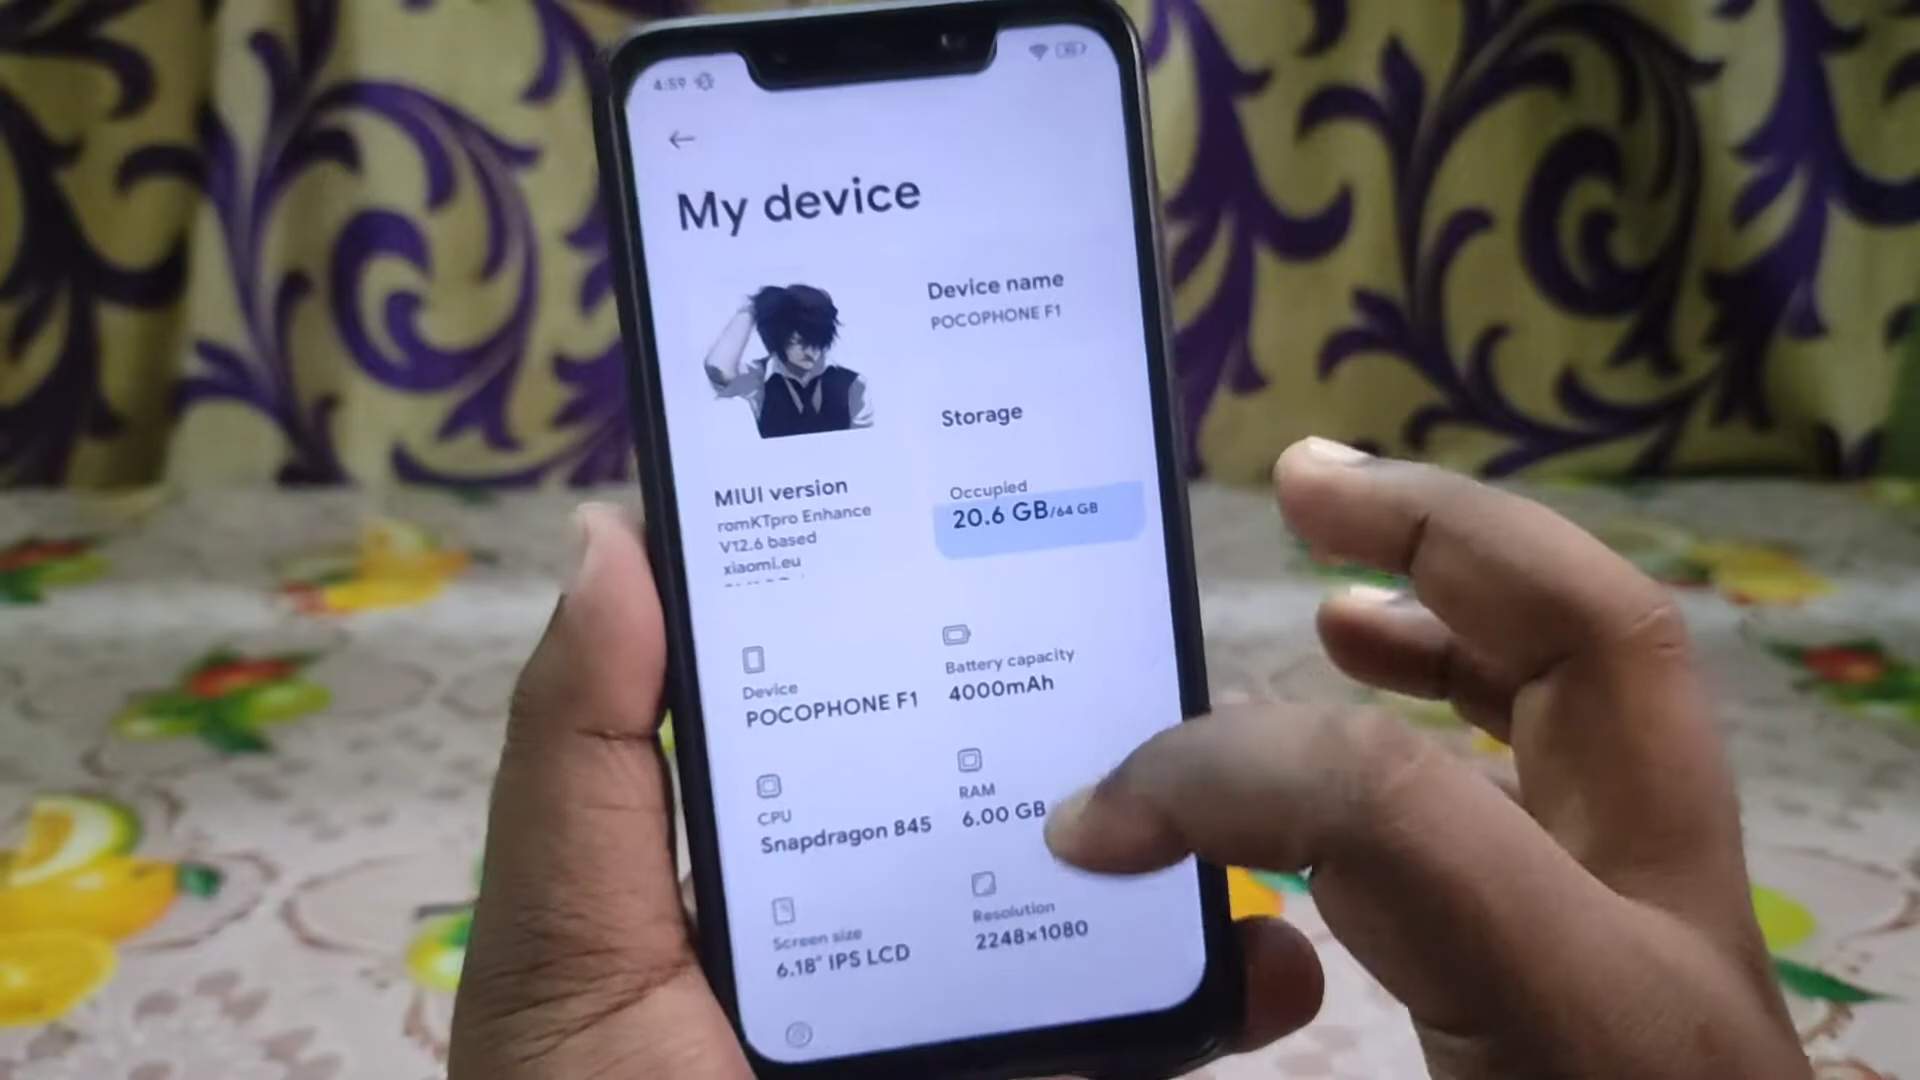 4:59
My device
Device name
POCOPHONE F1
Storage
Occupied
20.6 GB/64 GB
MIUI version
romKTpro Enhance
V12.6 based
xiaomi.eu
Device
POCOPHONE F1
Battery capacity
4000mAh
CPU
Snapdragon 845
RAM
6.00 GB
Screen size
6.18" IPS LCD
Resolution
2248×1080